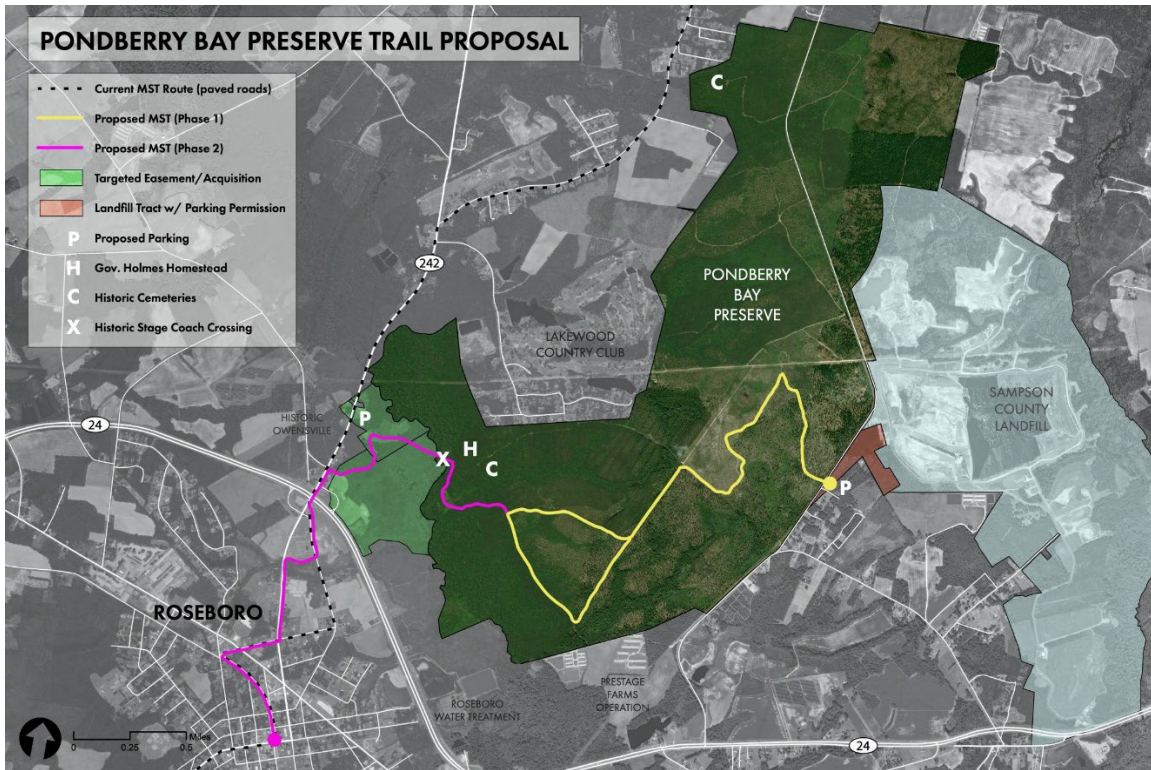 PONDBERRY BAY PRESERVE TRAIL PROPOSAL
Current MST Route (paved roads)
Proposed MST (Phase 1)
Proposed MST (Phase 2)
Targeted Easement/Acquisition
Landfill Tract w/ Parking Permission
P Proposed Parking
H Gov. Holmes Homestead
C Historic Cemeteries
X Historic Stage Coach Crossing
C
242
PONDBERRY
BAY
PRESERVE
LAKEWOOD
COUNTRY CLUB
SAMPSON
COUNTY
LANDFILL
HISTORIC
OWENSVILLE
P
24
H
X
C
P
ROSEBORO
PRESTAGE
FARMS
OPERATION
ROSEBORO
WATER TREATMENT
24
Miles
0 0.25 0.5